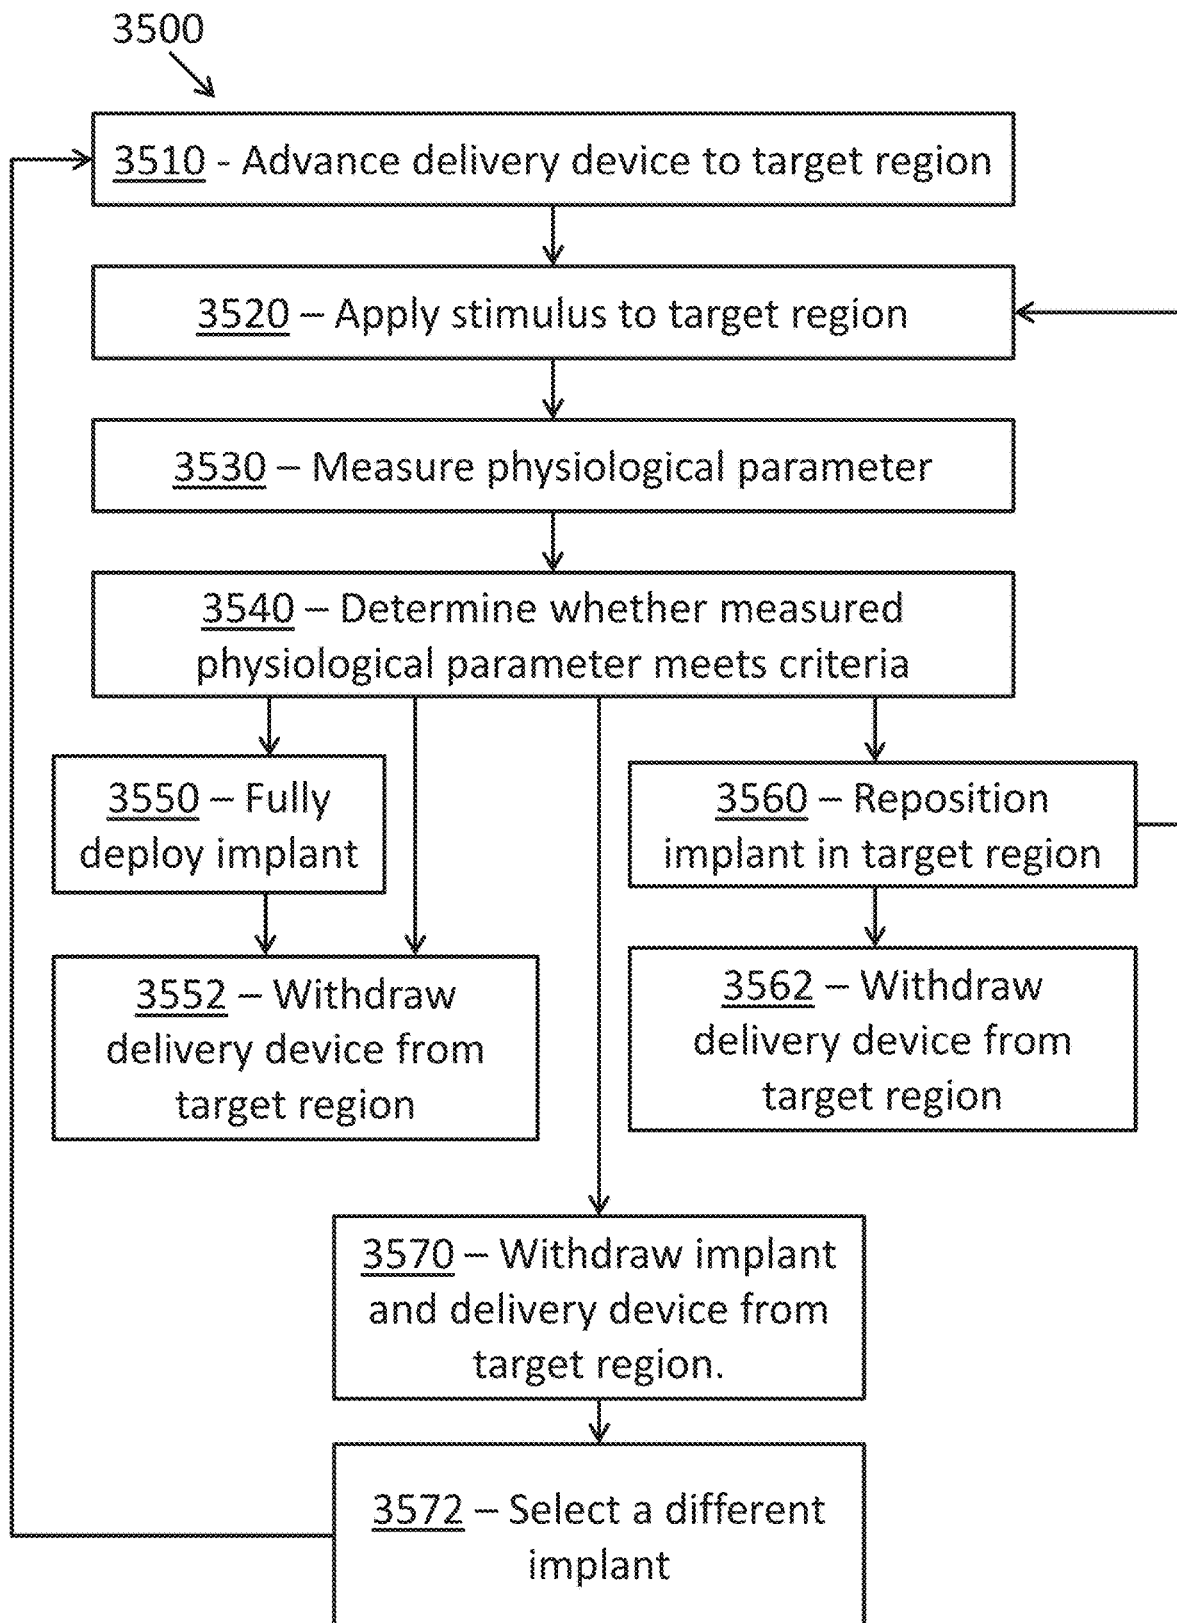 3500
3510 - Advance delivery device to target region
3520 – Apply stimulus to target region
3530 – Measure physiological parameter
3540 – Determine whether measured
physiological parameter meets criteria
3550 – Fully
deploy implant
3560 – Reposition
implant in target region
3552 – Withdraw
delivery device from
target region
3562 – Withdraw
delivery device from
target region
3570 – Withdraw implant
and delivery device from
target region.
3572 – Select a different
implant